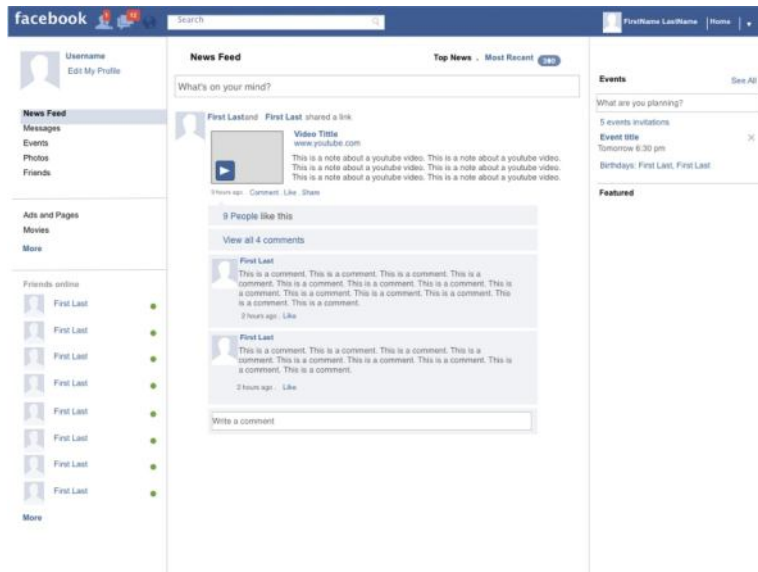 facebook 1 12 Search FirstName LastName Home
Username
Edit My Profile
News Feed
Messages
Events
Photos
Friends
Ads and Pages
Movies
More
Friends online
First Last
First Last
First Last
First Last
First Last
First Last
First Last
First Last
More
News Feed Top News . Most Recent 300
What's on your mind?
First Lastand First Last shared a link
Video Tittle
www.youtube.com
This is a note about a youtube video. This is a note about a youtube video.
This is a note about a youtube video. This is a note about a youtube video.
This is a note about a youtube video. This is a note about a youtube video.
9 hours ago . Comment . Like . Share
9 People like this
View all 4 comments
First Last
This is a comment. This is a comment. This is a comment. This is a
comment. This is a comment. This is a comment. This is a comment. This is
a comment. This is a comment. This is a comment. This is a comment. This
is a comment. This is a comment.
2 hours ago . Like
First Last
This is a comment. This is a comment. This is a comment. This is a
comment. This is a comment. This is a comment. This is a comment. This is
a comment. This is a comment.
2 hours ago . Like
Write a comment
Events See All
What are you planning?
5 events invitations
Event title
Tomorrow 6:30 pm
Birthdays: First Last, First Last
Featured